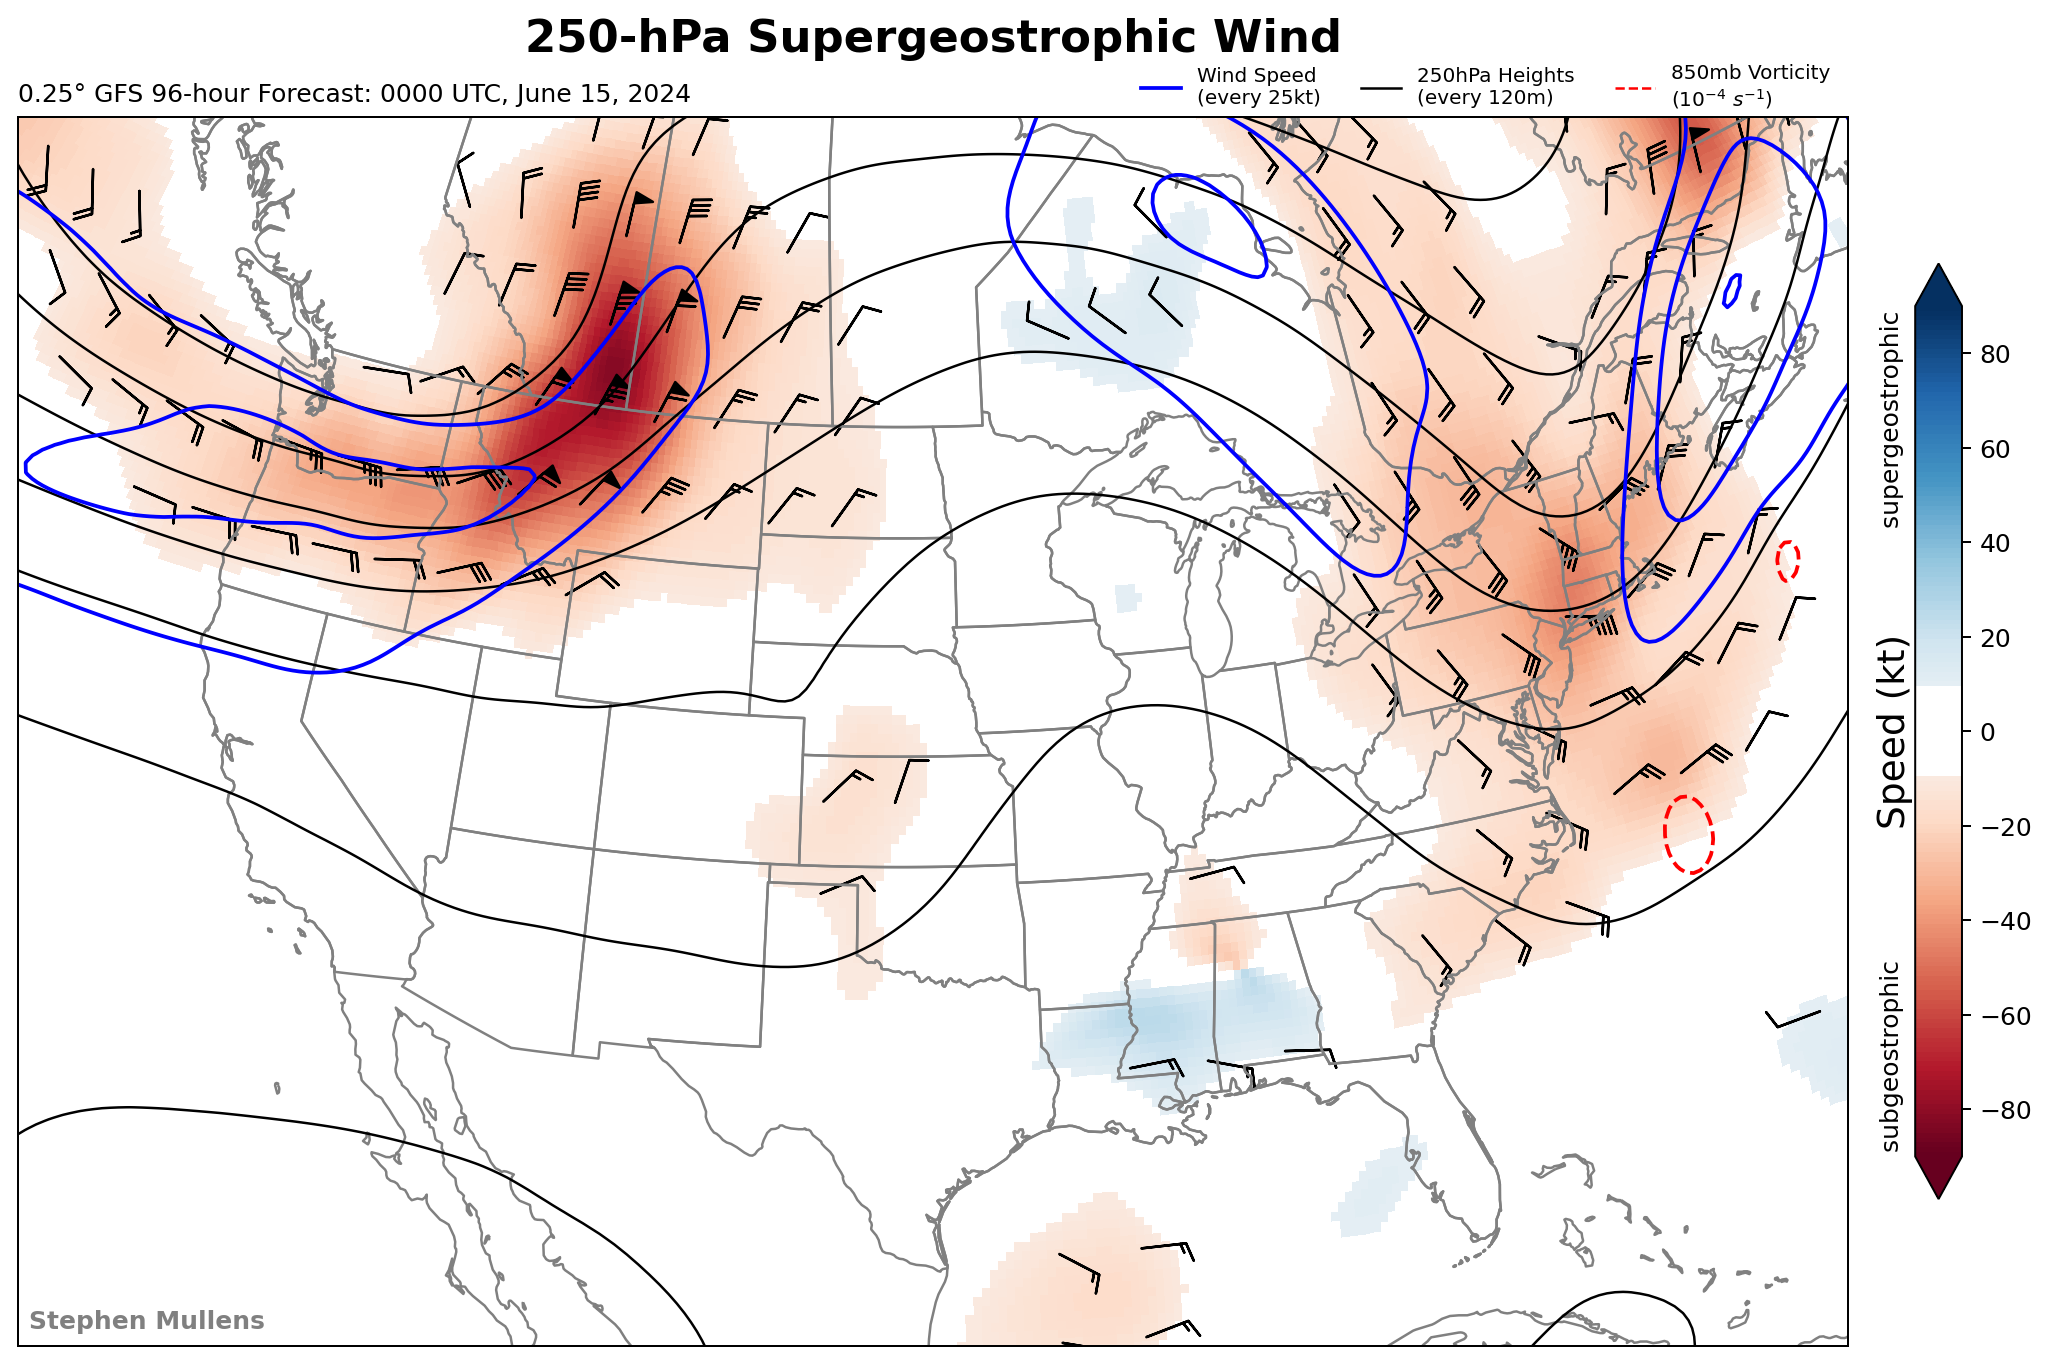 250-hPa Supergeostrophic Wind
0.25° GFS 96-hour Forecast: 0000 UTC, June 15, 2024
Wind Speed
(every 25kt)
250hPa Heights
(every 120m)
850mb Vorticity
(10⁻⁴ s⁻¹)
supergeostrophic
Speed (kt)
subgeostrophic
80
60
40
20
0
−20
−40
−60
−80
Stephen Mullens